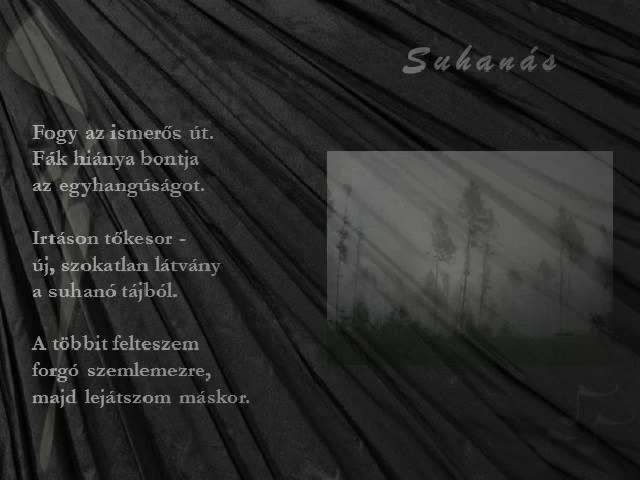 Suhanás
Fogy az ismerős út.
Fák hiánya bontja
az egyhangúságot.
Irtáson tőkesor -
új, szokatlan látvány
a suhanó tájból.
A többit felteszem
forgó szemlemezre,
majd lejátszom máskor.